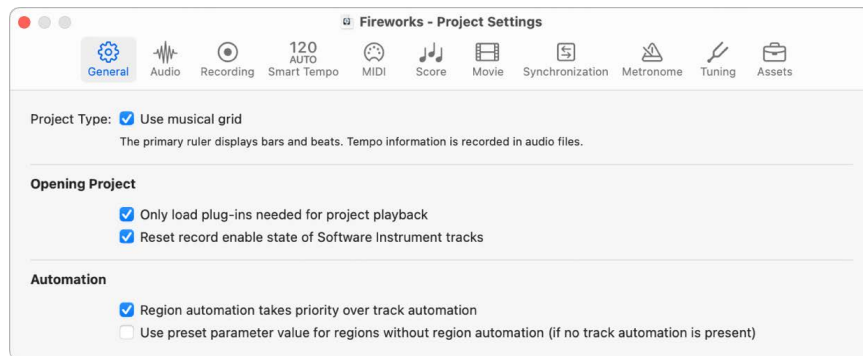 Fireworks - Project Settings
120
AUTO
General Audio Recording Smart Tempo MIDI Score Movie Synchronization Metronome Tuning Assets
Project Type: Use musical grid
The primary ruler displays bars and beats. Tempo information is recorded in audio files.
Opening Project
Only load plug-ins needed for project playback
Reset record enable state of Software Instrument tracks
Automation
Region automation takes priority over track automation
Use preset parameter value for regions without region automation (if no track automation is present)